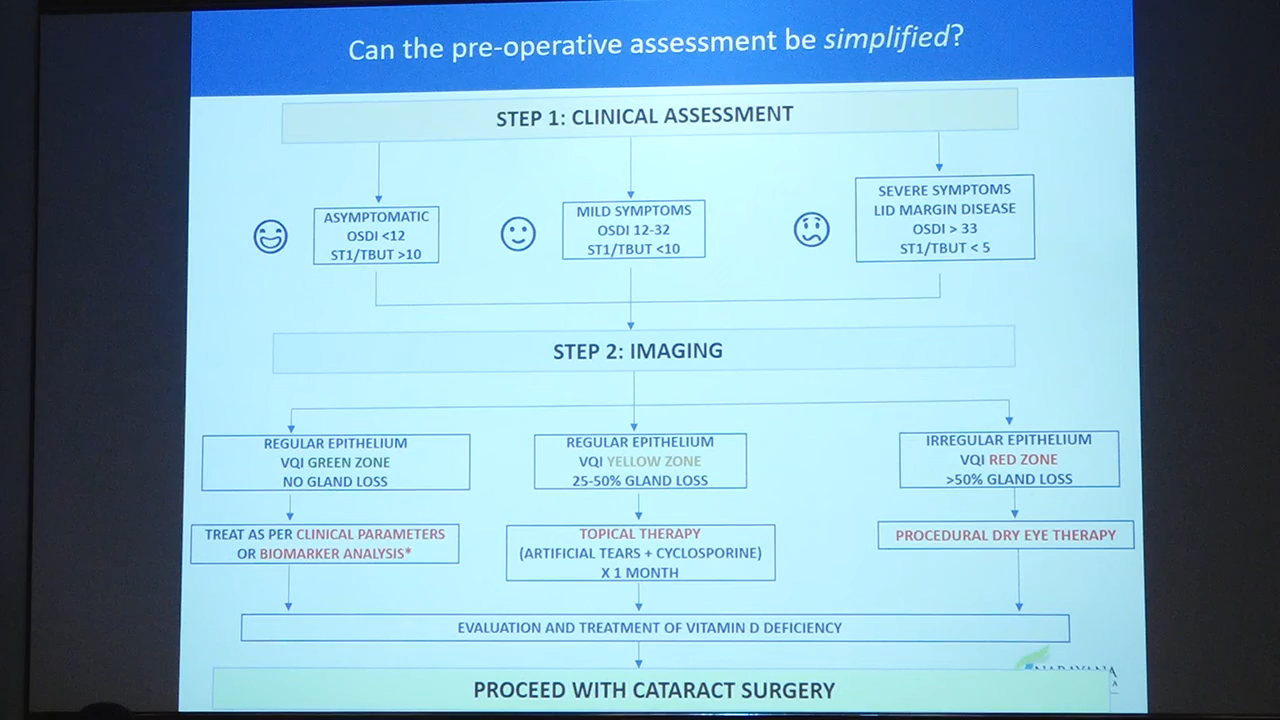 Can the pre-operative assessment be simplified?
STEP 1: CLINICAL ASSESSMENT
ASYMPTOMATIC
OSDI <12
ST1/TBUT >10
MILD SYMPTOMS
OSDI 12-32
ST1/TBUT <10
SEVERE SYMPTOMS
LID MARGIN DISEASE
OSDI > 33
ST1/TBUT < 5
STEP 2: IMAGING
REGULAR EPITHELIUM
VQI GREEN ZONE
NO GLAND LOSS
REGULAR EPITHELIUM
VQI YELLOW ZONE
25-50% GLAND LOSS
IRREGULAR EPITHELIUM
VQI RED ZONE
>50% GLAND LOSS
TREAT AS PER CLINICAL PARAMETERS
OR BIOMARKER ANALYSIS*
TOPICAL THERAPY
(ARTIFICIAL TEARS + CYCLOSPORINE)
X 1 MONTH
PROCEDURAL DRY EYE THERAPY
EVALUATION AND TREATMENT OF VITAMIN D DEFICIENCY
NARAYANA
PROCEED WITH CATARACT SURGERY